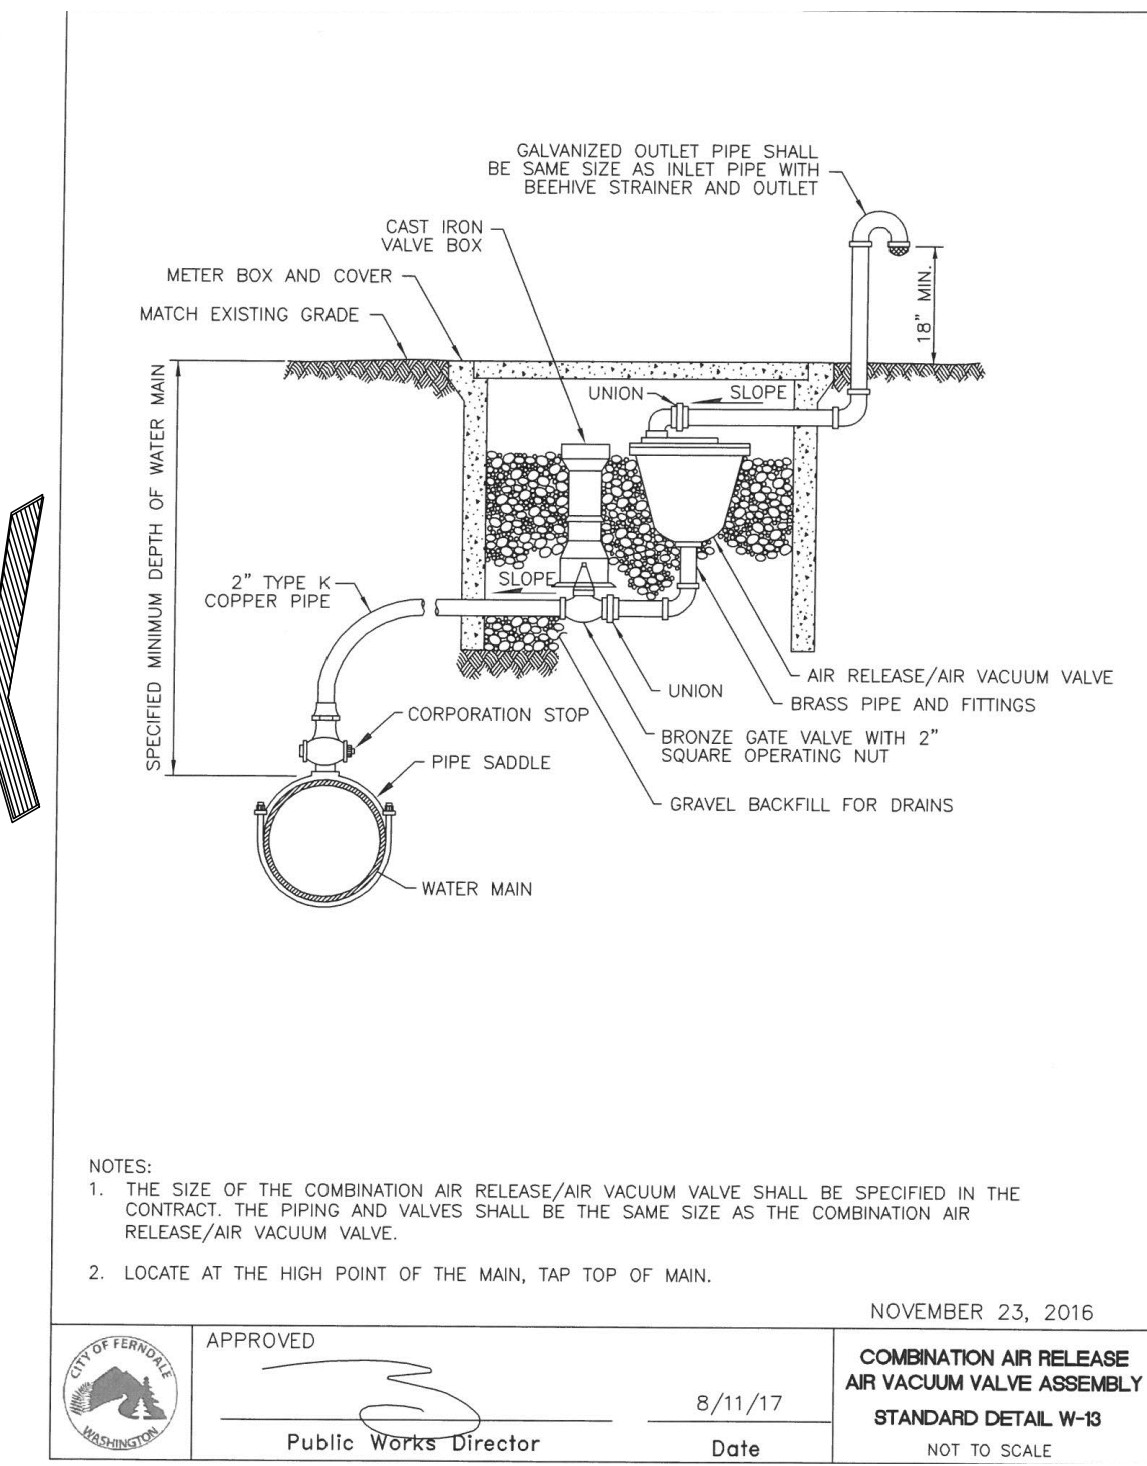 GALVANIZED OUTLET PIPE SHALL
BE SAME SIZE AS INLET PIPE WITH
BEEHIVE STRAINER AND OUTLET
CAST IRON
VALVE BOX
METER BOX AND COVER
MATCH EXISTING GRADE
18" MIN.
UNION
SLOPE
SPECIFIED MINIMUM DEPTH OF WATER MAIN
2" TYPE K
COPPER PIPE
SLOPE
AIR RELEASE/AIR VACUUM VALVE
UNION
BRASS PIPE AND FITTINGS
CORPORATION STOP
BRONZE GATE VALVE WITH 2"
SQUARE OPERATING NUT
PIPE SADDLE
GRAVEL BACKFILL FOR DRAINS
WATER MAIN
NOTES:
1. THE SIZE OF THE COMBINATION AIR RELEASE/AIR VACUUM VALVE SHALL BE SPECIFIED IN THE
CONTRACT. THE PIPING AND VALVES SHALL BE THE SAME SIZE AS THE COMBINATION AIR
RELEASE/AIR VACUUM VALVE.
2. LOCATE AT THE HIGH POINT OF THE MAIN, TAP TOP OF MAIN.
NOVEMBER 23, 2016
CITY OF FERNDALE
WASHINGTON
APPROVED
8/11/17
Public Works Director
Date
COMBINATION AIR RELEASE
AIR VACUUM VALVE ASSEMBLY
STANDARD DETAIL W-13
NOT TO SCALE